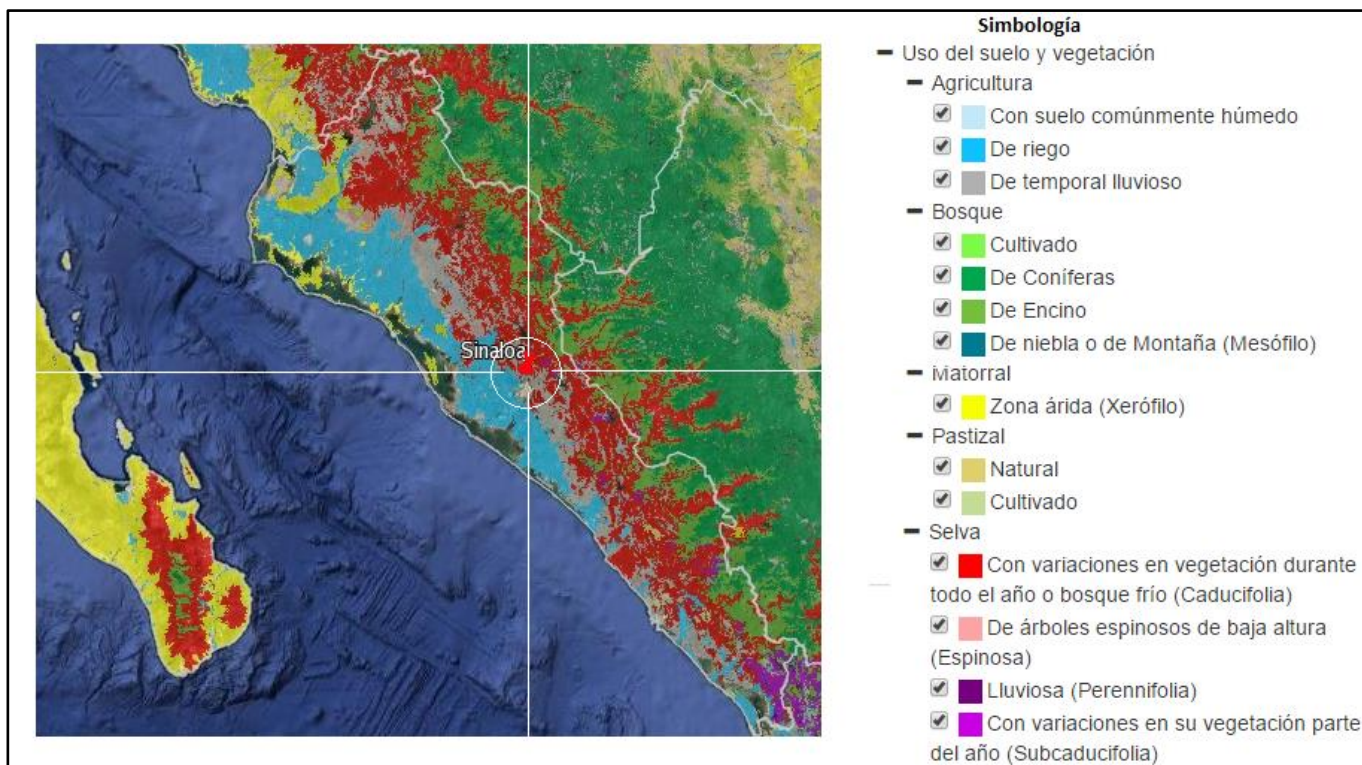 Simbología
Uso del suelo y vegetación
Agricultura
Con suelo comúnmente húmedo
De riego
De temporal lluvioso
Bosque
Cultivado
De Coníferas
De Encino
De niebla o de Montaña (Mesófilo)
Matorral
Zona árida (Xerófilo)
Pastizal
Natural
Cultivado
Selva
Con variaciones en vegetación durante
todo el año o bosque frío (Caducifolia)
De árboles espinosos de baja altura
(Espinosa)
Lluviosa (Perennifolia)
Con variaciones en su vegetación parte
del año (Subcaducifolia)
Sinaloa